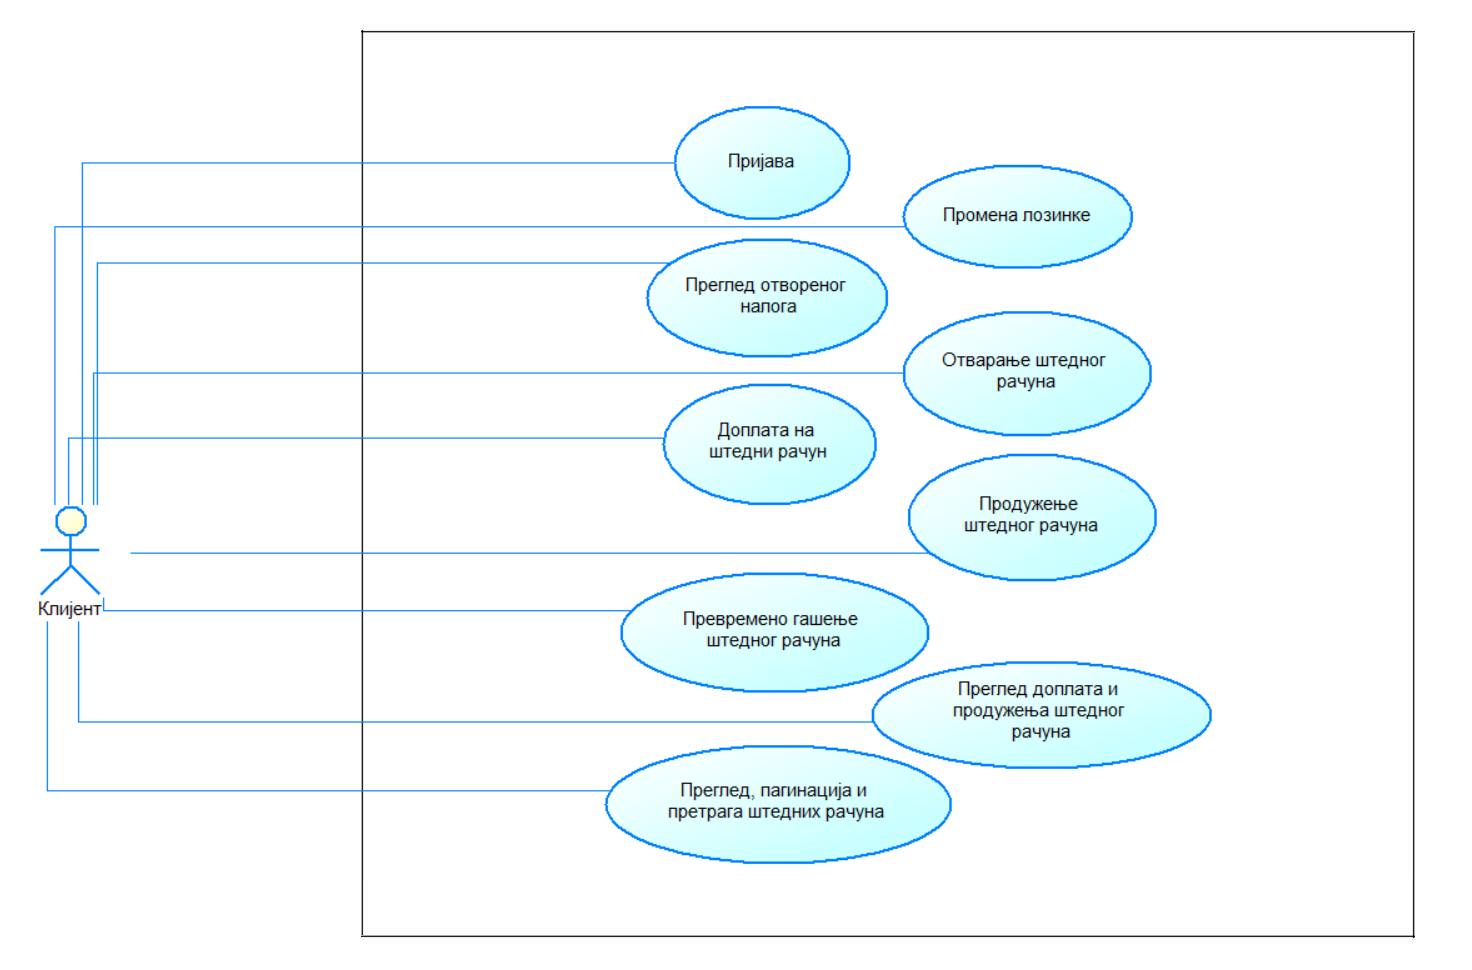 Пријава
Промена лозинке
Преглед отвореног
налога
Отварање штедног
рачуна
Доплата на
штедни рачун
Продужење
штедног рачуна
Клијент
Превремено гашење
штедног рачуна
Преглед доплата и
продужења штедног
рачуна
Преглед, пагинација и
претрага штедних рачуна